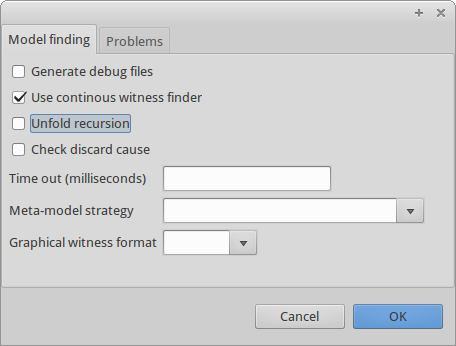 Model finding Problems
Generate debug files
Use continous witness finder
Unfold recursion
Check discard cause
Time out (milliseconds)
Meta-model strategy
Graphical witness format
Cancel OK